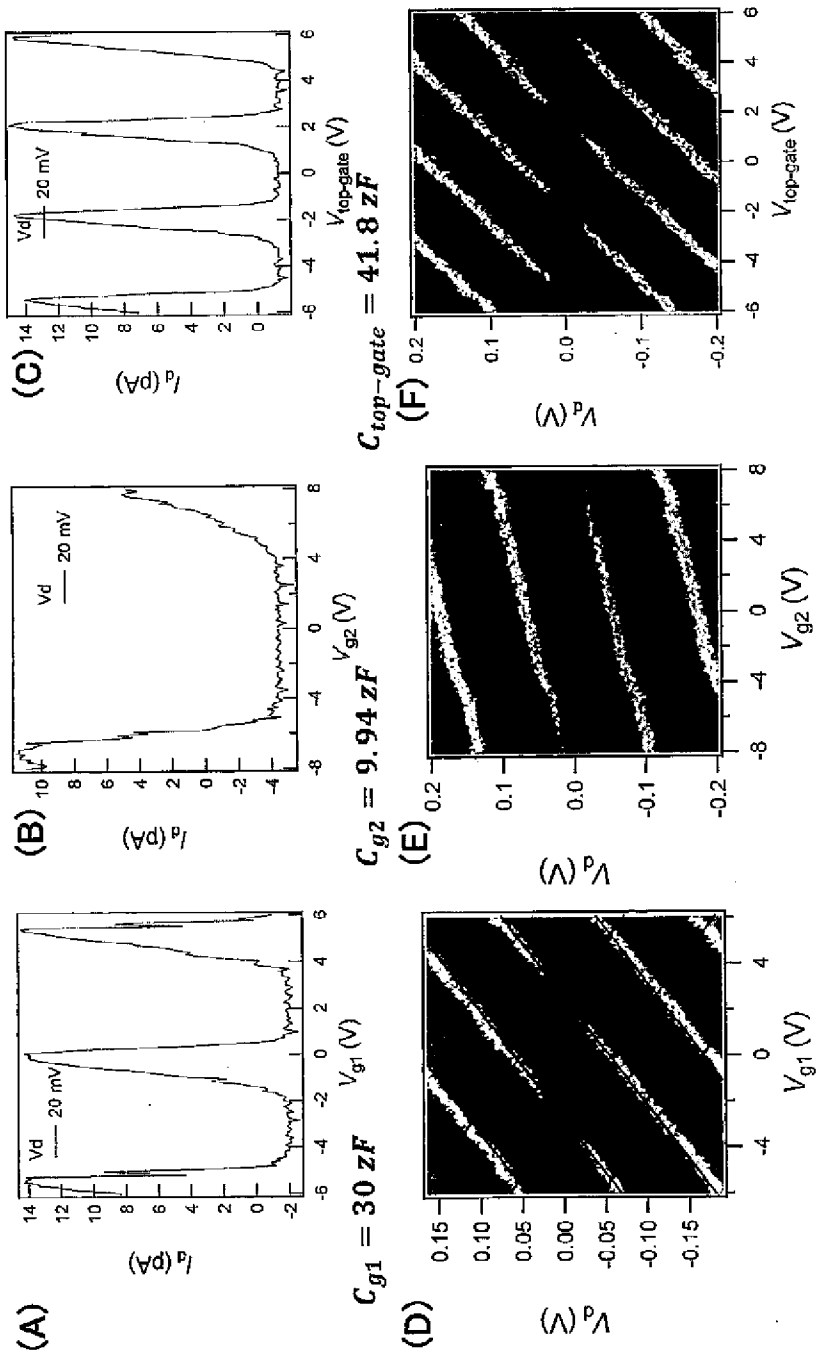 (A)
14
12
10
8
6
4
2
0
-2
I_d (pA)
Vd
20 mV
-6
-4
-2
0
2
4
6
V_g1 (V)
C_g1 = 30 zF
(B)
10
8
6
4
2
0
-2
-4
I_d (pA)
Vd
20 mV
-8
-4
0
4
8
V_g2 (V)
C_g2 = 9.94 zF
(C)
14
12
10
8
6
4
2
0
I_d (pA)
Vd
20 mV
-6
-4
-2
0
2
4
6
V_top-gate (V)
C_top-gate = 41.8 zF
(D)
0.15
0.10
0.05
0.00
-0.05
-0.10
-0.15
V_d (V)
-4
0
4
V_g1 (V)
(E)
0.2
0.1
0.0
-0.1
-0.2
V_d (V)
-8
-4
0
4
8
V_g2 (V)
(F)
0.2
0.1
0.0
-0.1
-0.2
V_d (V)
-6
-4
-2
0
2
4
6
V_top-gate (V)